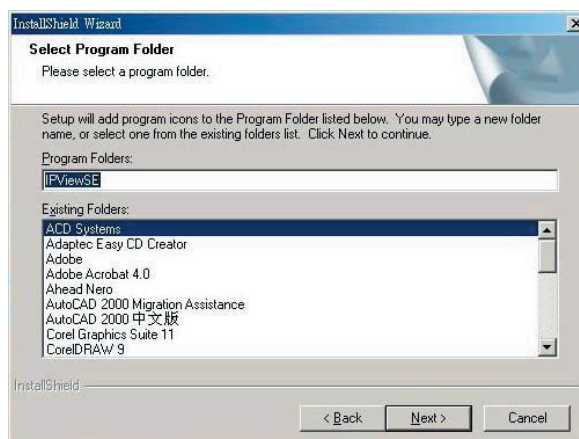 InstallShield Wizard
Select Program Folder
Please select a program folder.
Setup will add program icons to the Program Folder listed below. You may type a new folder
name, or select one from the existing folders list. Click Next to continue.
Program Folders:
IPViewSE
Existing Folders:
ACD Systems
Adaptec Easy CD Creator
Adobe
Adobe Acrobat 4.0
Ahead Nero
AutoCAD 2000 Migration Assistance
AutoCAD 2000 中文版
Corel Graphics Suite 11
CorelDRAW 9
InstallShield
< Back Next > Cancel